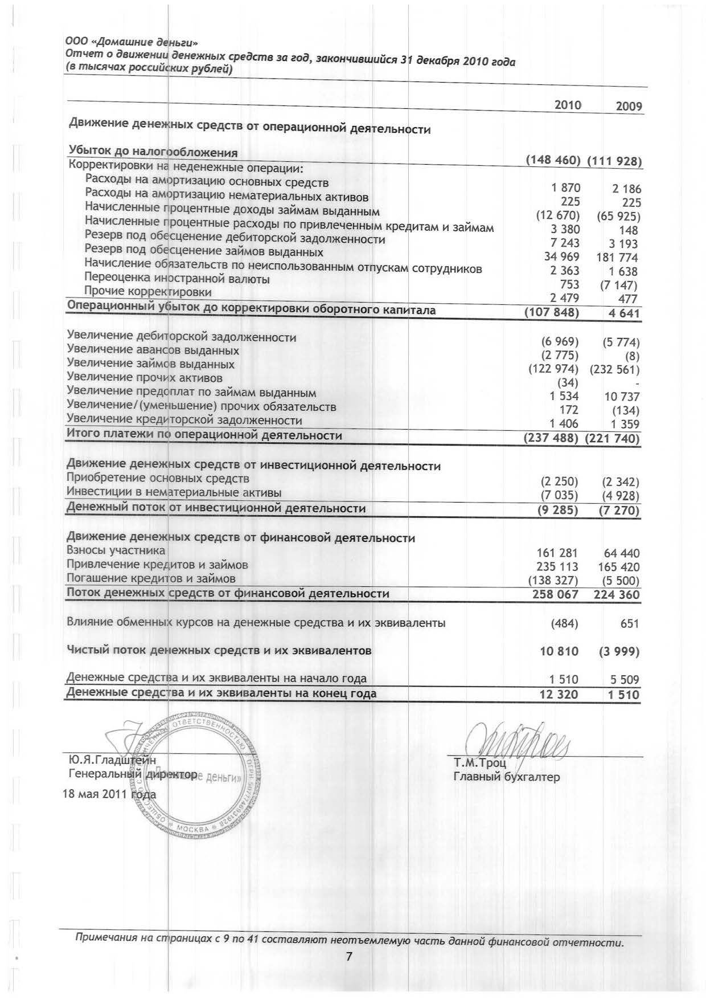 ООО «Домашние деньги»
Отчет о движении денежных средств за год, закончившийся 31 декабря 2010 года
(в тысячах российских рублей)
2010 2009
Движение денежных средств от операционной деятельности
Убыток до налогообложения (148 460) (111 928)
Корректировки на неденежные операции:
Расходы на амортизацию основных средств 1 870 2 186
Расходы на амортизацию нематериальных активов 225 225
Начисленные процентные доходы займам выданным (12 670) (65 925)
Начисленные процентные расходы по привлеченным кредитам и займам 3 380 148
Резерв под обесценение дебиторской задолженности 7 243 3 193
Резерв под обесценение займов выданных 34 969 181 774
Начисление обязательств по неиспользованным отпускам сотрудников 2 363 1 638
Переоценка иностранной валюты 753 (7 147)
Прочие корректировки 2 479 477
Операционный убыток до корректировки оборотного капитала (107 848) 4 641
Увеличение дебиторской задолженности (6 969) (5 774)
Увеличение авансов выданных (2 775) (8)
Увеличение займов выданных (122 974) (232 561)
Увеличение прочих активов (34) -
Увеличение предоплат по займам выданным 1 534 10 737
Увеличение/(уменьшение) прочих обязательств 172 (134)
Увеличение кредиторской задолженности 1 406 1 359
Итого платежи по операционной деятельности (237 488) (221 740)
Движение денежных средств от инвестиционной деятельности
Приобретение основных средств (2 250) (2 342)
Инвестиции в нематериальные активы (7 035) (4 928)
Денежный поток от инвестиционной деятельности (9 285) (7 270)
Движение денежных средств от финансовой деятельности
Взносы участника 161 281 64 440
Привлечение кредитов и займов 235 113 165 420
Погашение кредитов и займов (138 327) (5 500)
Поток денежных средств от финансовой деятельности 258 067 224 360
Влияние обменных курсов на денежные средства и их эквиваленты (484) 651
Чистый поток денежных средств и их эквивалентов 10 810 (3 999)
Денежные средства и их эквиваленты на начало года 1 510 5 509
Денежные средства и их эквиваленты на конец года 12 320 1 510
Ю.Я.Гладштейн
Генеральный директор
18 мая 2011 года
ОБЩЕСТВО С ОТВЕТСТВЕННОСТЬЮ ОГРН 5077746931928
МОСКВА
деньги»
Т.М.Троц
Главный бухгалтер
Примечания на страницах с 9 по 41 составляют неотъемлемую часть данной финансовой отчетности.
7